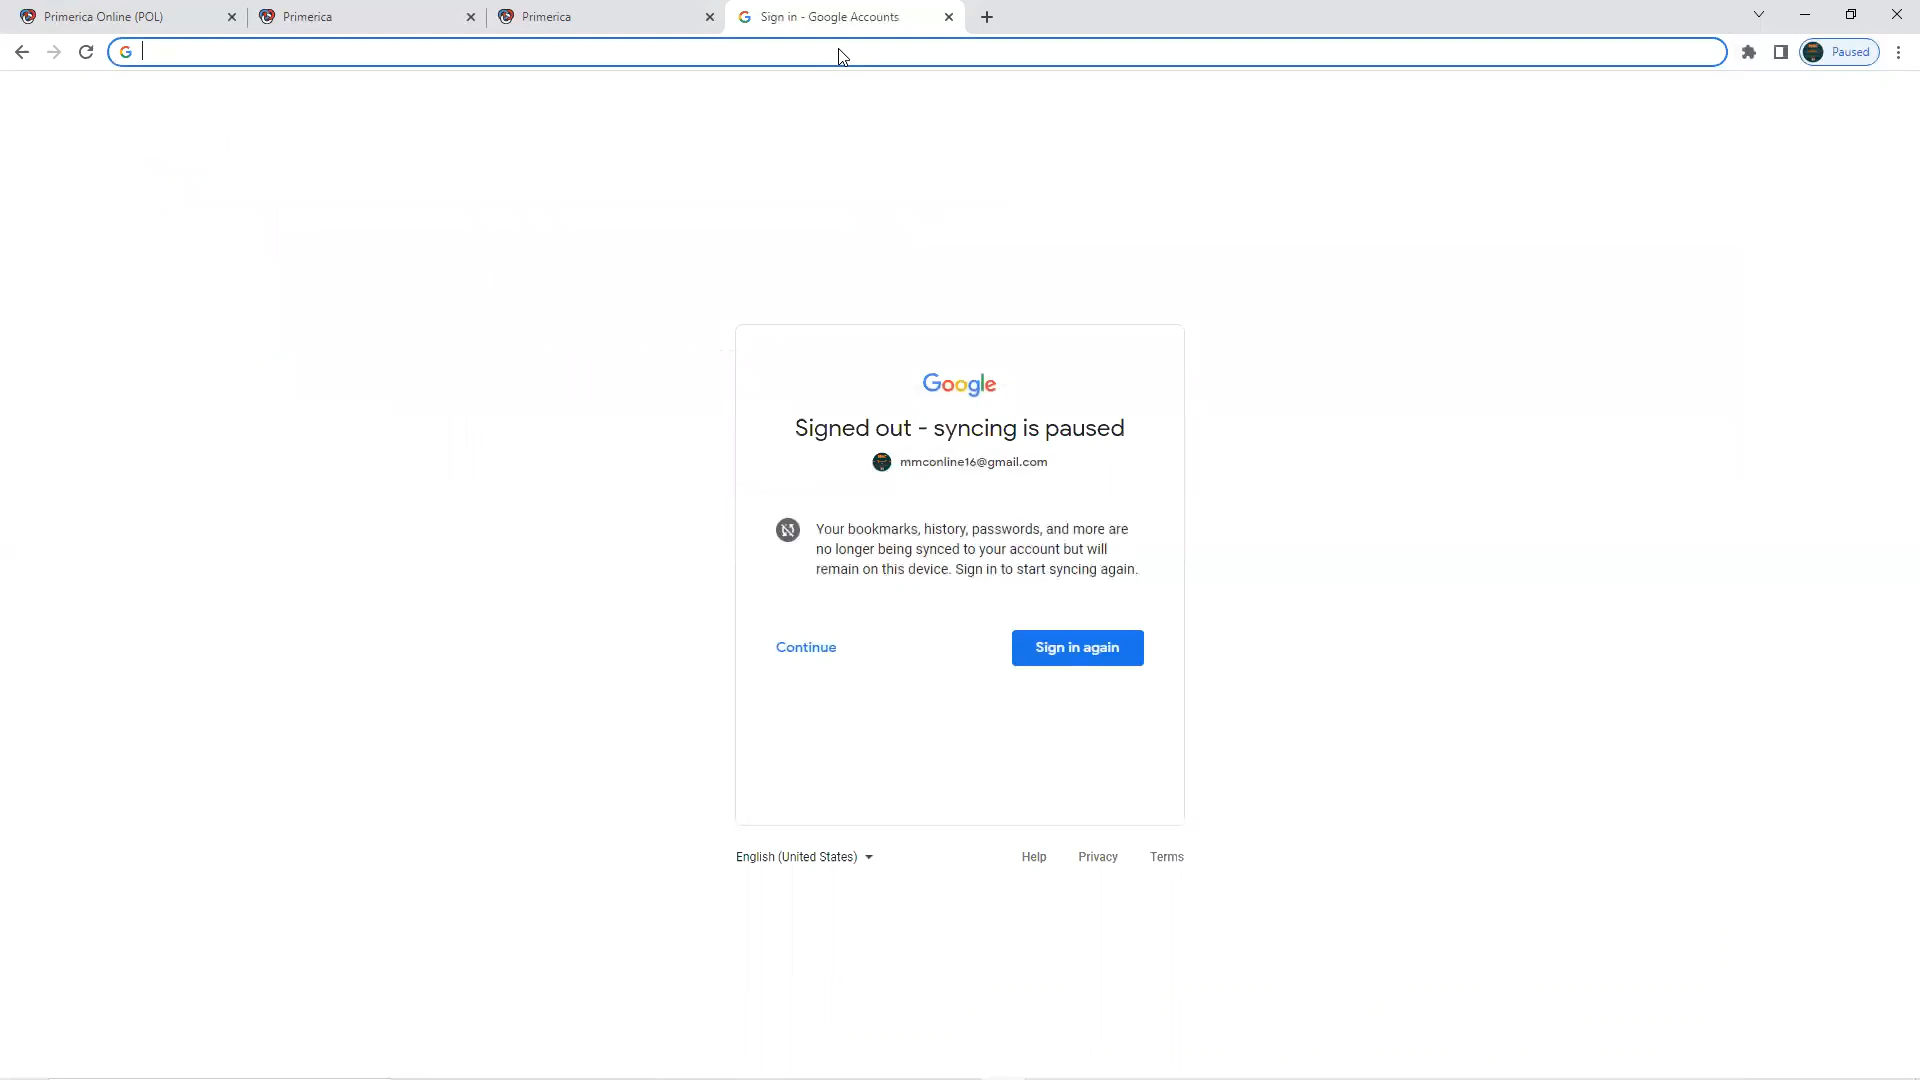 Primerica Online (POL)
Primerica
Primerica
Sign in - Google Accounts
Paused
Google
Signed out - syncing is paused
mmconline16@gmail.com
Your bookmarks, history, passwords, and more are
no longer being synced to your account but will
remain on this device. Sign in to start syncing again.
Continue
Sign in again
English (United States)
Help
Privacy
Terms